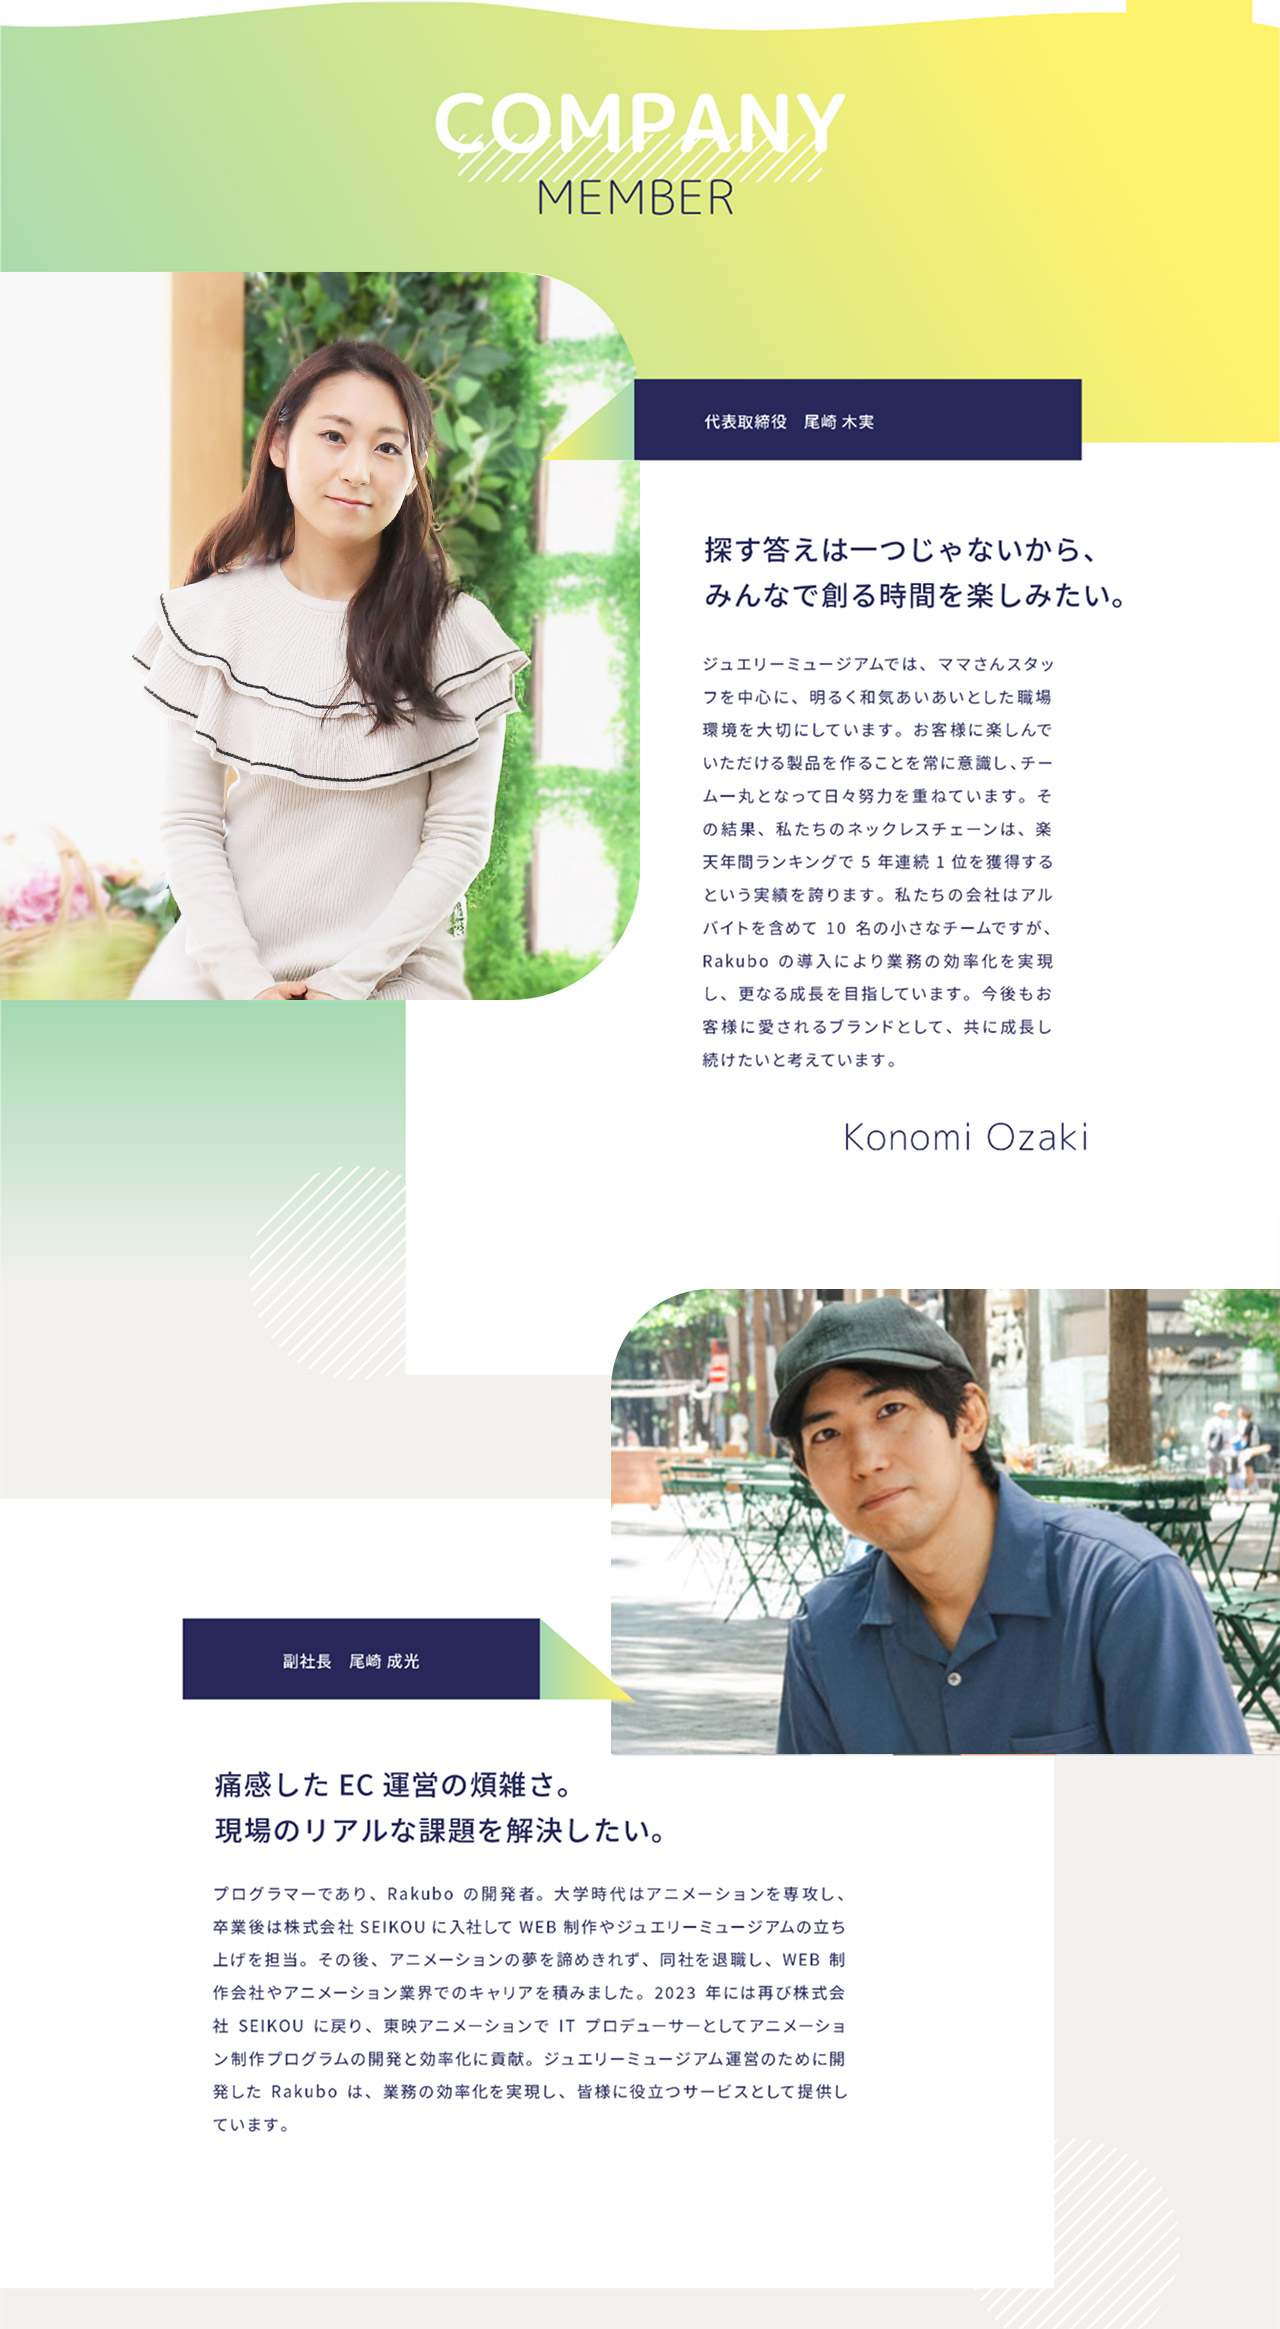 COMPANY
MEMBER
代表取締役　尾崎 木実
探す答えは一つじゃないから、
みんなで創る時間を楽しみたい。
ジュエリーミュージアムでは、ママさんスタッ
フを中心に、明るく和気あいあいとした職場
環境を大切にしています。お客様に楽しんで
いただける製品を作ることを常に意識し、チー
ム一丸となって日々努力を重ねています。そ
の結果、私たちのネックレスチェーンは、楽
天年間ランキングで 5 年連続 1 位を獲得する
という実績を誇ります。私たちの会社はアル
バイトを含めて 10 名の小さなチームですが、
Rakubo の導入により業務の効率化を実現
し、更なる成長を目指しています。今後もお
客様に愛されるブランドとして、共に成長し
続けたいと考えています。
Konomi Ozaki
副社長　尾崎 成光
痛感した EC 運営の煩雑さ。
現場のリアルな課題を解決したい。
プログラマーであり、Rakubo の開発者。大学時代はアニメーションを専攻し、
卒業後は株式会社 SEIKOU に入社して WEB 制作やジュエリーミュージアムの立ち
上げを担当。その後、アニメーションの夢を諦めきれず、同社を退職し、WEB 制
作会社やアニメーション業界でのキャリアを積みました。2023 年には再び株式会
社 SEIKOU に戻り、東映アニメーションで IT プロデューサーとしてアニメーショ
ン制作プログラムの開発と効率化に貢献。ジュエリーミュージアム運営のために開
発した Rakubo は、業務の効率化を実現し、皆様に役立つサービスとして提供し
ています。